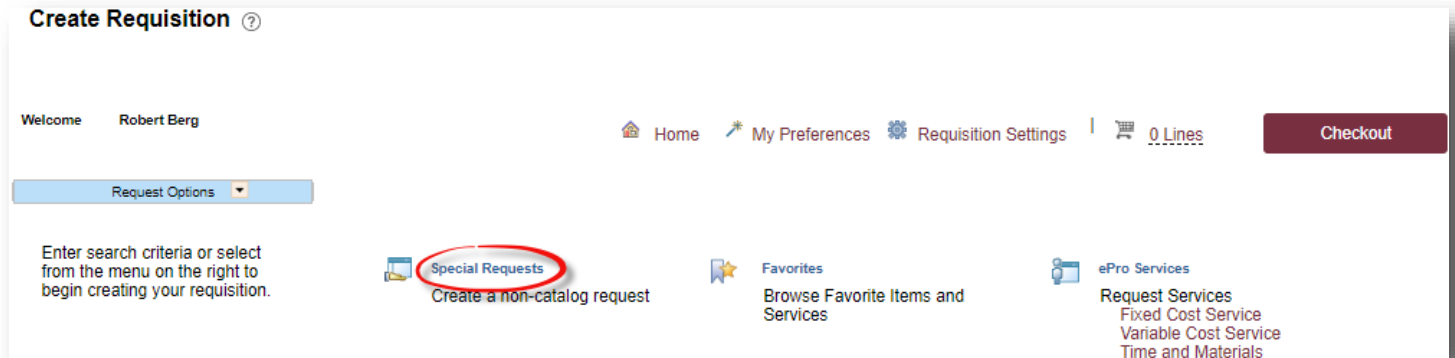 Create Requisition ?
Welcome Robert Berg
Home My Preferences Requisition Settings | 0 Lines Checkout
Request Options
Enter search criteria or select
from the menu on the right to
begin creating your requisition.
Special Requests
Create a non-catalog request
Favorites
Browse Favorite Items and
Services
ePro Services
Request Services
Fixed Cost Service
Variable Cost Service
Time and Materials